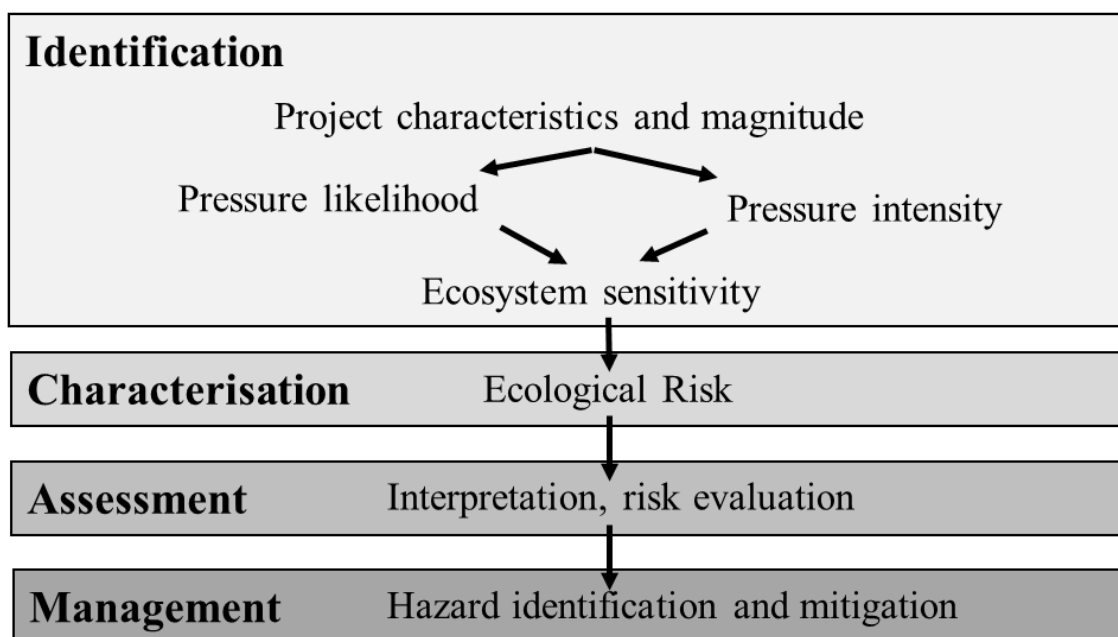 Identification
Project characteristics and magnitude
Pressure likelihood
Pressure intensity
Ecosystem sensitivity
Characterisation Ecological Risk
Assessment Interpretation, risk evaluation
Management Hazard identification and mitigation